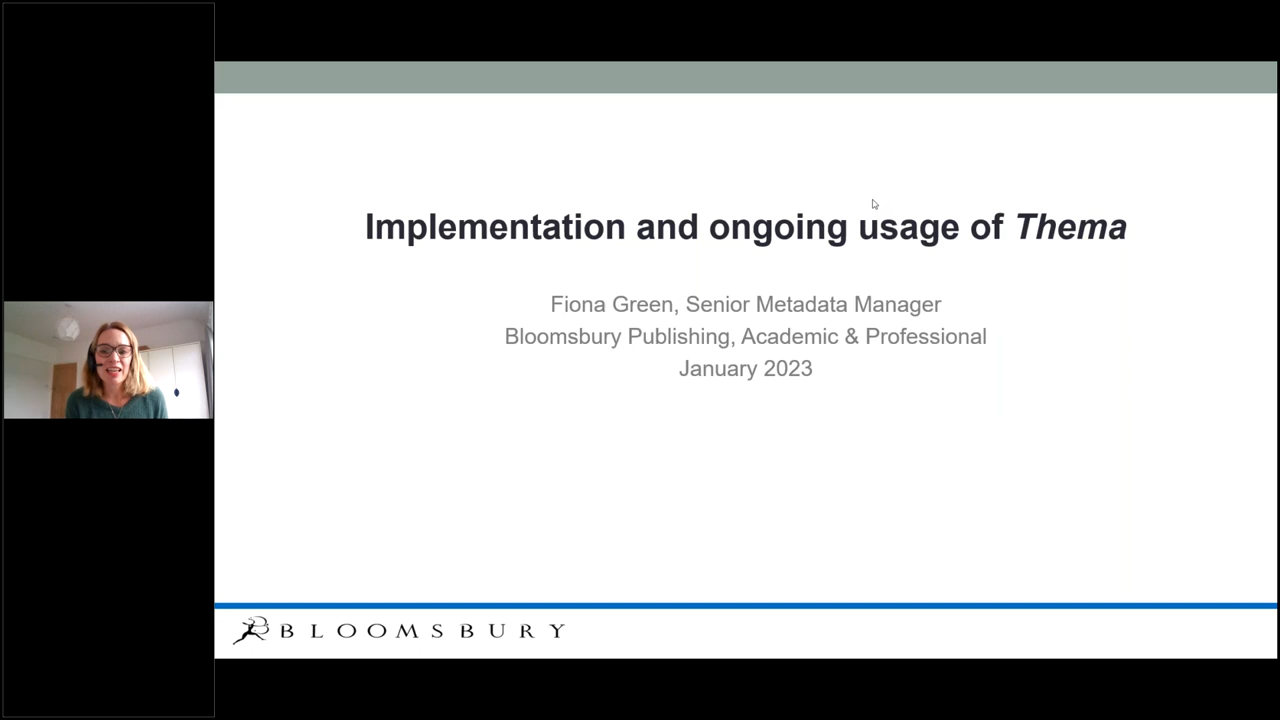 Implementation and ongoing usage of Thema
Fiona Green, Senior Metadata Manager
Bloomsbury Publishing, Academic & Professional
January 2023
BLOOMSBURY